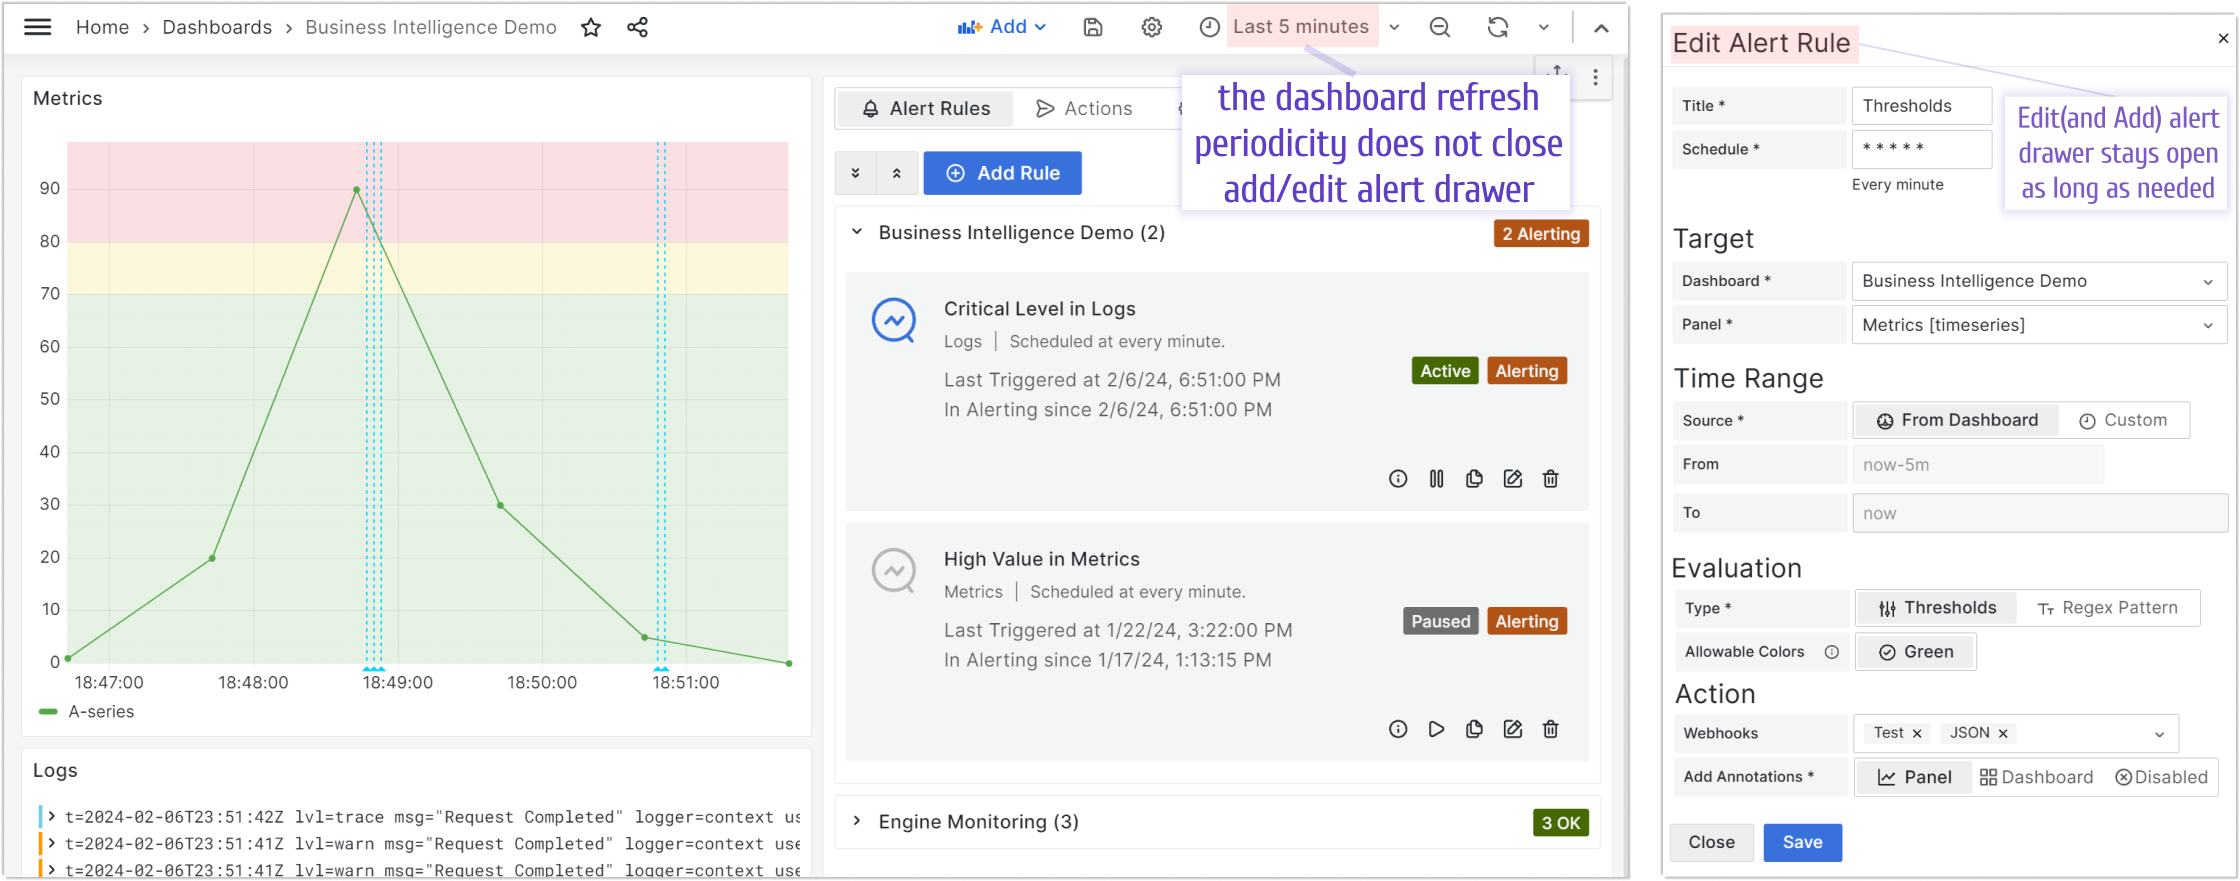 Home › Dashboards › Business Intelligence Demo
Add
Last 5 minutes
the dashboard refresh
periodicity does not close
add/edit alert drawer
Metrics
90
80
70
60
50
40
30
20
10
0
18:47:00 18:48:00 18:49:00 18:50:00 18:51:00
A-series
Logs
t=2024-02-06T23:51:42Z lvl=trace msg="Request Completed" logger=context us
t=2024-02-06T23:51:41Z lvl=warn msg="Request Completed" logger=context use
t=2024-02-06T23:51:41Z lvl=warn msg="Request Completed" logger=context use
Alert Rules Actions
Add Rule
Business Intelligence Demo (2) 2 Alerting
Critical Level in Logs
Logs | Scheduled at every minute.
Last Triggered at 2/6/24, 6:51:00 PM
In Alerting since 2/6/24, 6:51:00 PM
Active Alerting
High Value in Metrics
Metrics | Scheduled at every minute.
Last Triggered at 1/22/24, 3:22:00 PM
In Alerting since 1/17/24, 1:13:15 PM
Paused Alerting
Engine Monitoring (3) 3 OK
Edit Alert Rule
Edit(and Add) alert
drawer stays open
as long as needed
Title * Thresholds
Schedule * * * * * *
Every minute
Target
Dashboard * Business Intelligence Demo
Panel * Metrics [timeseries]
Time Range
Source * From Dashboard Custom
From now-5m
To now
Evaluation
Type * Thresholds Regex Pattern
Allowable Colors Green
Action
Webhooks Test × JSON ×
Add Annotations * Panel Dashboard Disabled
Close Save